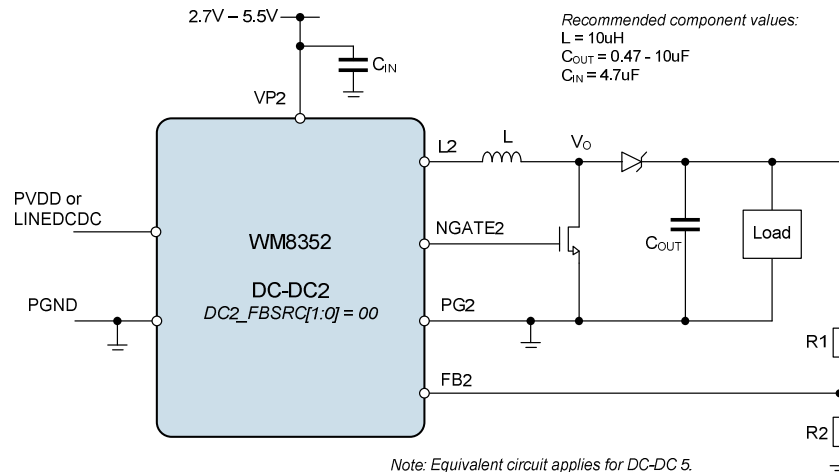 2.7V – 5.5V
Recommended component values:
L = 10uH
COUT = 0.47 - 10uF
CIN = 4.7uF
CIN
VP2
L2
L
VO
PVDD or
LINEDCDC
WM8352
NGATE2
COUT
Load
DC-DC2
DC2_FBSRC[1:0] = 00
PGND
PG2
R1
FB2
R2
Note: Equivalent circuit applies for DC-DC 5.